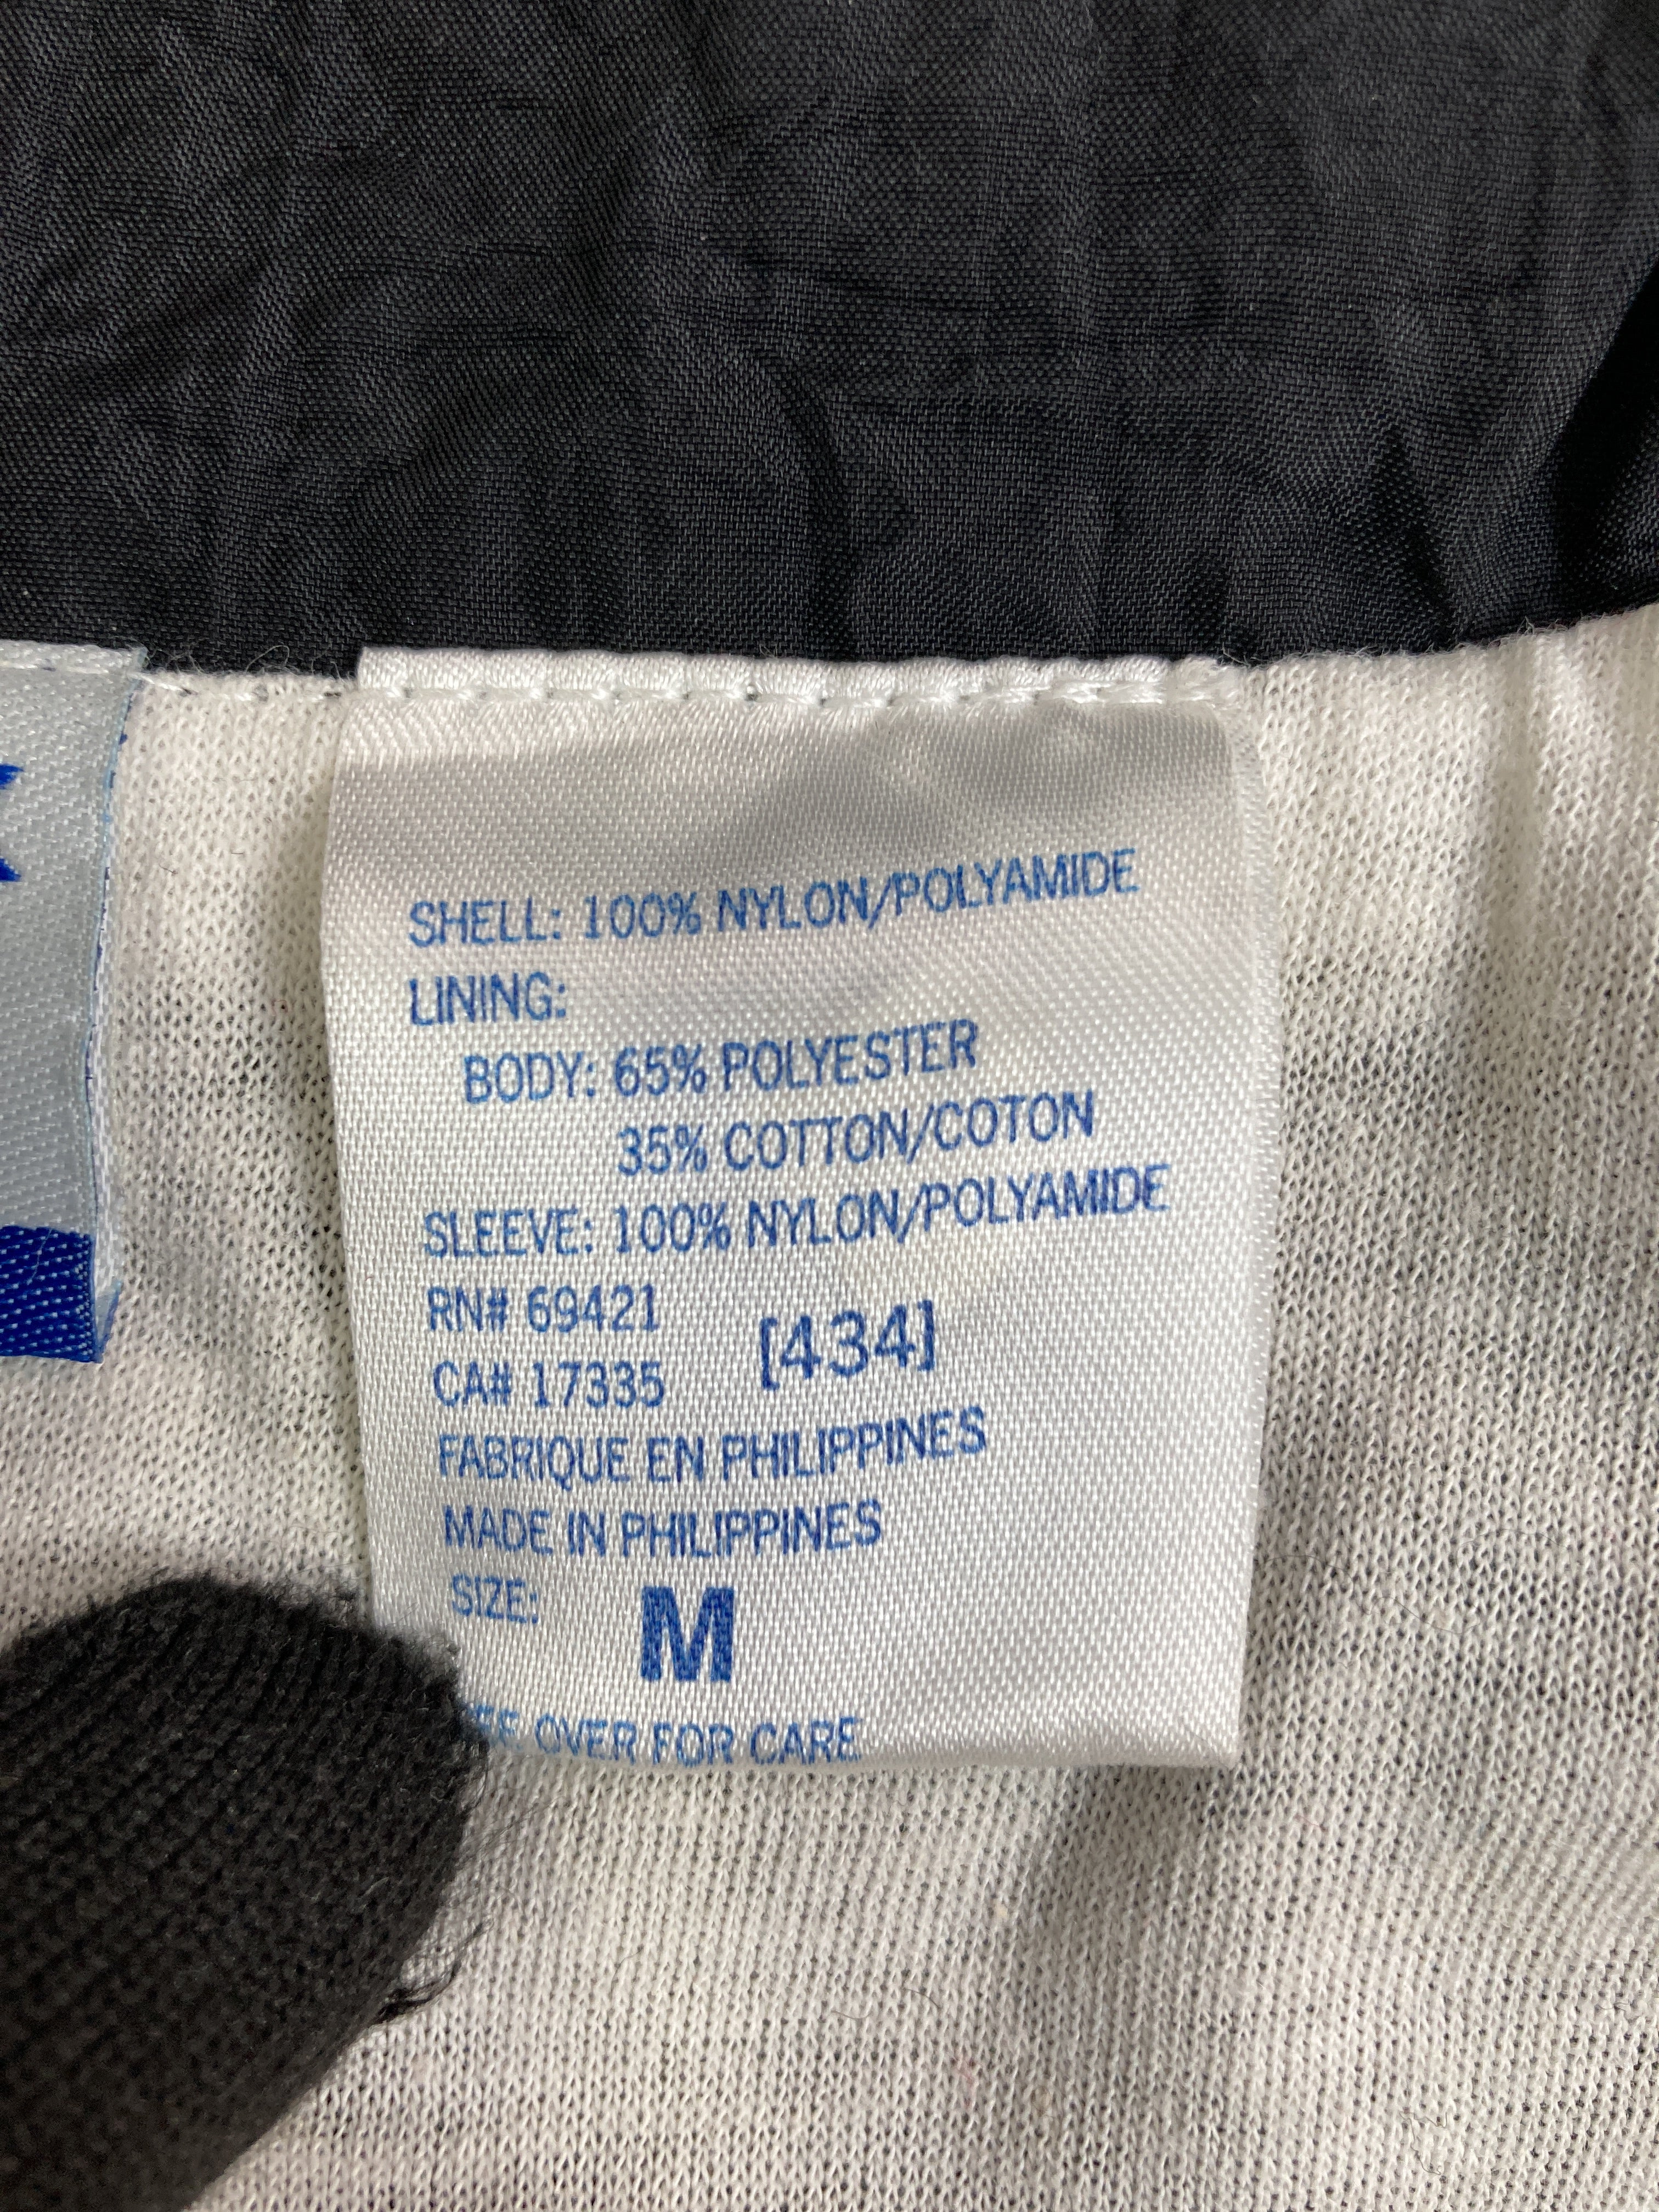 SHELL: 100% NYLON/POLYAMIDE
LINING:
BODY: 65% POLYESTER
35% COTTON/COTON
SLEEVE: 100% NYLON/POLYAMIDE
RN# 69421
CA# 17335 [434]
FABRIQUE EN PHILIPPINES
MADE IN PHILIPPINES
SIZE: M
OVER FOR CARE